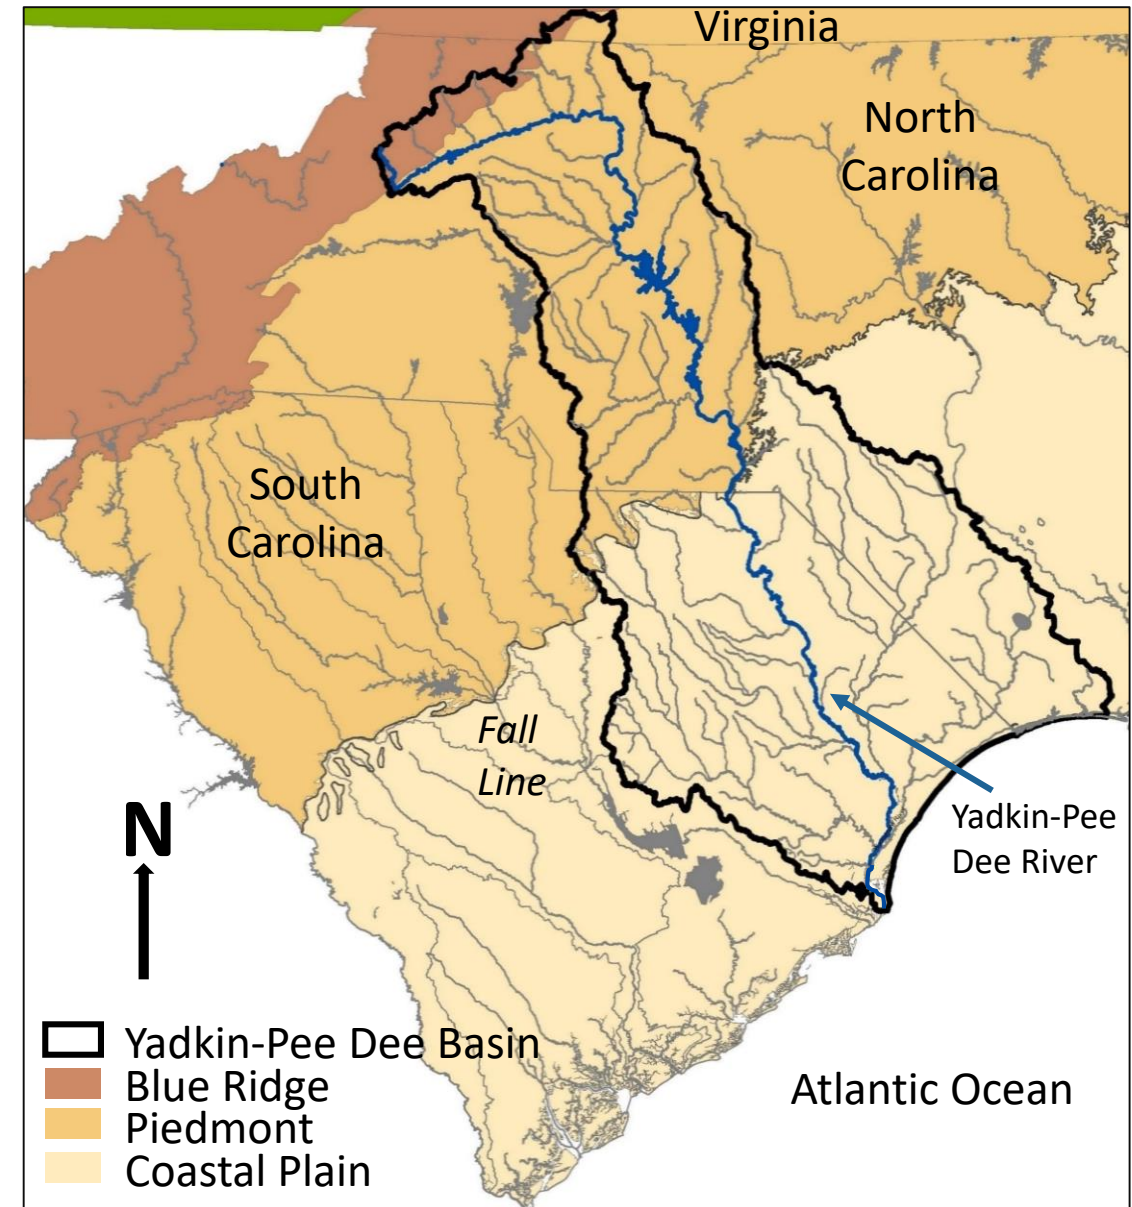 Virginia
North
Carolina
South
Carolina
Fall
Line
N
Yadkin-Pee
Dee River
Yadkin-Pee Dee Basin
Blue Ridge
Piedmont
Coastal Plain
Atlantic Ocean